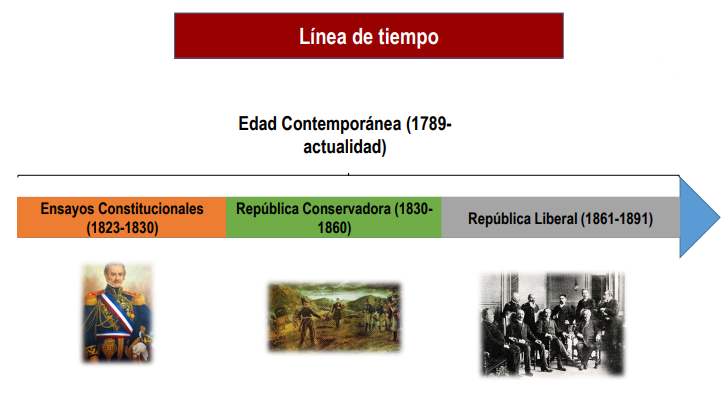 Línea de tiempo
Edad Contemporánea (1789-
actualidad)
Ensayos Constitucionales
(1823-1830)
República Conservadora (1830-
1860)
República Liberal (1861-1891)